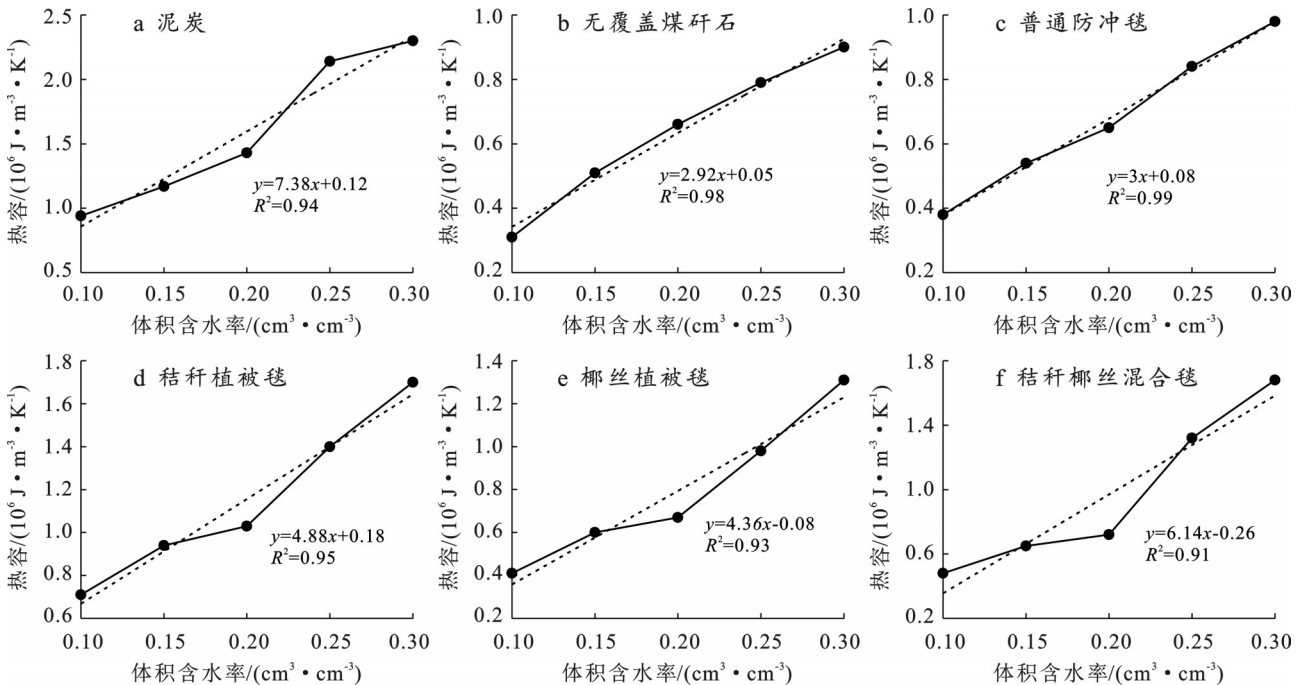 a 泥炭
热容/(10⁶ J·m⁻³·K⁻¹)
2.5
2.0
1.5
1.0
0.5
y=7.38x+0.12
R²=0.94
0.10 0.15 0.20 0.25 0.30
体积含水率/(cm³·cm⁻³)
b 无覆盖煤矸石
热容/(10⁶ J·m⁻³·K⁻¹)
1.0
0.8
0.6
0.4
0.2
y=2.92x+0.05
R²=0.98
0.10 0.15 0.20 0.25 0.30
体积含水率/(cm³·cm⁻³)
c 普通防冲毯
热容/(10⁶ J·m⁻³·K⁻¹)
1.0
0.8
0.6
0.4
0.2
y=3x+0.08
R²=0.99
0.10 0.15 0.20 0.25 0.30
体积含水率/(cm³·cm⁻³)
d 秸秆植被毯
热容/(10⁶ J·m⁻³·K⁻¹)
1.8
1.6
1.4
1.2
1.0
0.8
0.6
y=4.88x+0.18
R²=0.95
0.10 0.15 0.20 0.25 0.30
体积含水率/(cm³·cm⁻³)
e 椰丝植被毯
热容/(10⁶ J·m⁻³·K⁻¹)
1.4
1.2
1.0
0.8
0.6
0.4
0.2
y=4.36x-0.08
R²=0.93
0.10 0.15 0.20 0.25 0.30
体积含水率/(cm³·cm⁻³)
f 秸秆椰丝混合毯
热容/(10⁶ J·m⁻³·K⁻¹)
1.8
1.4
1.0
0.6
0.2
y=6.14x-0.26
R²=0.91
0.10 0.15 0.20 0.25 0.30
体积含水率/(cm³·cm⁻³)